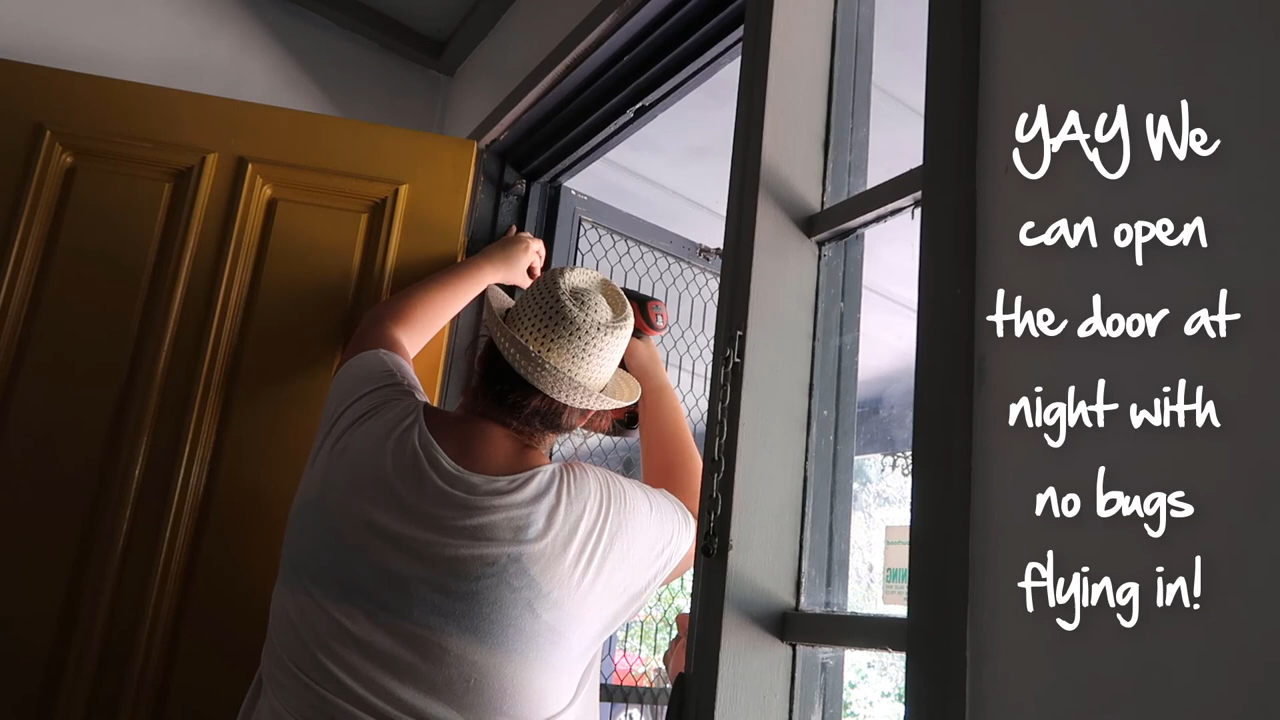 YAY We
can open
the door at
night with
no bugs
flying in!